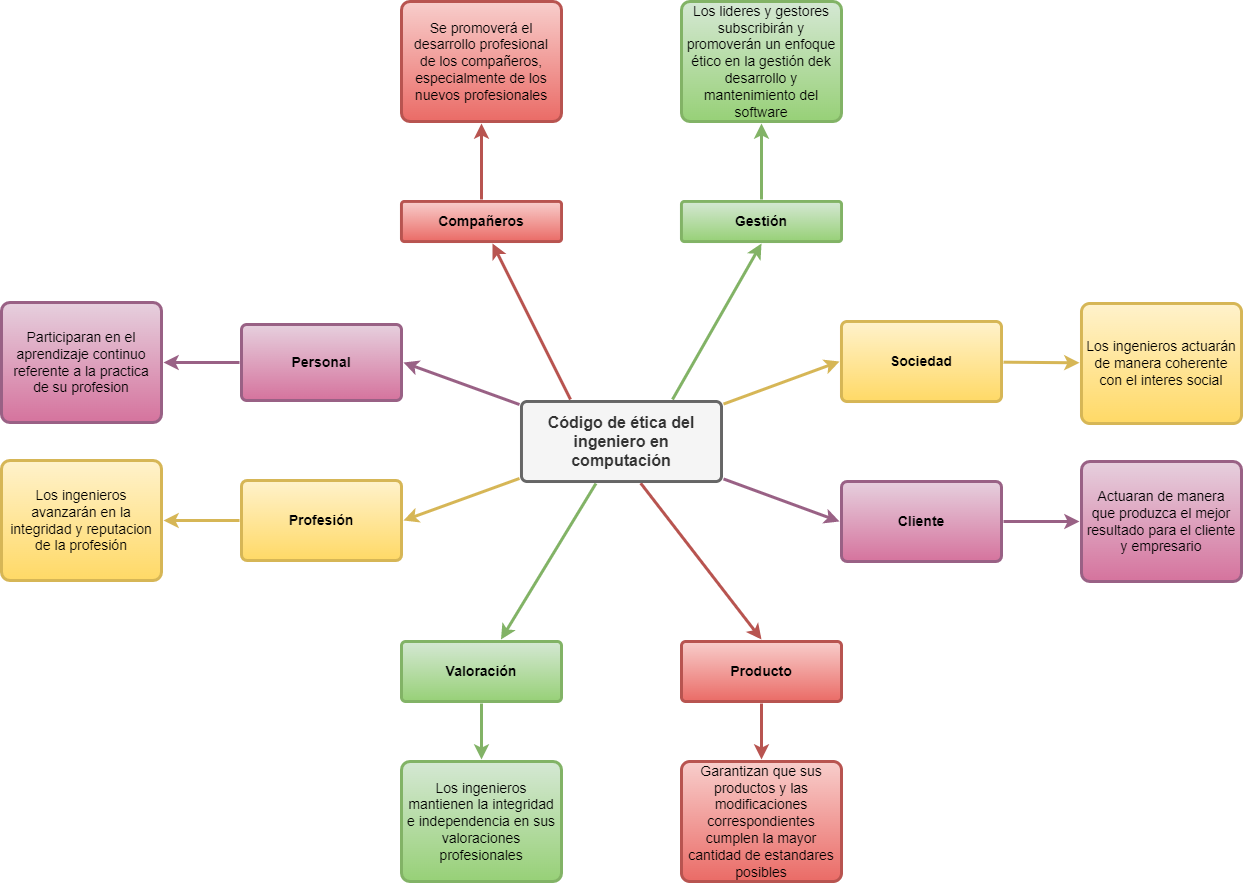 Se promoverá el
desarrollo profesional
de los compañeros,
especialmente de los
nuevos profesionales
Los lideres y gestores
subscribirán y
promoverán un enfoque
ético en la gestión dek
desarrollo y
mantenimiento del
software
Compañeros
Gestión
Participaran en el
aprendizaje continuo
referente a la practica
de su profesion
Personal
Sociedad
Los ingenieros actuarán
de manera coherente
con el interes social
Código de ética del
ingeniero en
computación
Los ingenieros
avanzarán en la
integridad y reputacion
de la profesión
Profesión
Cliente
Actuaran de manera
que produzca el mejor
resultado para el cliente
y empresario
Valoración
Producto
Los ingenieros
mantienen la integridad
e independencia en sus
valoraciones
profesionales
Garantizan que sus
productos y las
modificaciones
correspondientes
cumplen la mayor
cantidad de estandares
posibles